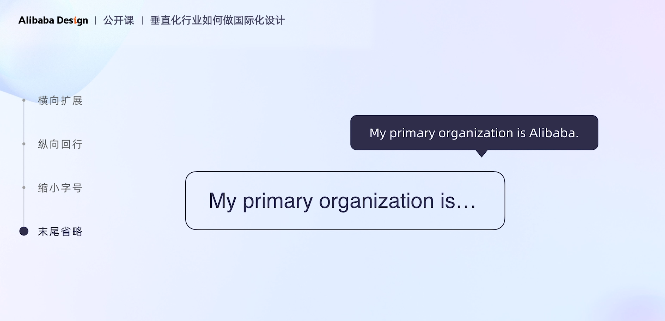 Alibaba Design | 公开课 | 垂直化行业如何做国际化设计
横向扩展
纵向回行
缩小字号
末尾省略
My primary organization is Alibaba.
My primary organization is...